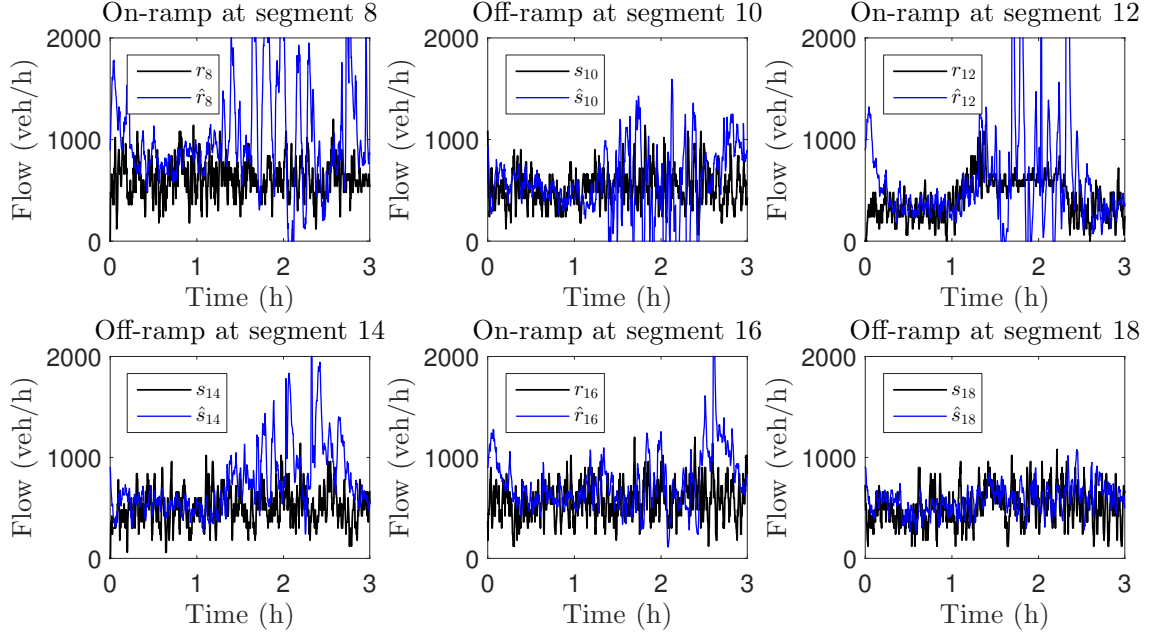 On-ramp at segment 8
Flow (veh/h)
2000
1000
0
r₈
r̂₈
0 1 2 3
Time (h)
Off-ramp at segment 10
Flow (veh/h)
2000
1000
0
s₁₀
ŝ₁₀
0 1 2 3
Time (h)
On-ramp at segment 12
Flow (veh/h)
2000
1000
0
r₁₂
r̂₁₂
0 1 2 3
Time (h)
Off-ramp at segment 14
Flow (veh/h)
2000
1000
0
s₁₄
ŝ₁₄
0 1 2 3
Time (h)
On-ramp at segment 16
Flow (veh/h)
2000
1000
0
r₁₆
r̂₁₆
0 1 2 3
Time (h)
Off-ramp at segment 18
Flow (veh/h)
2000
1000
0
s₁₈
ŝ₁₈
0 1 2 3
Time (h)